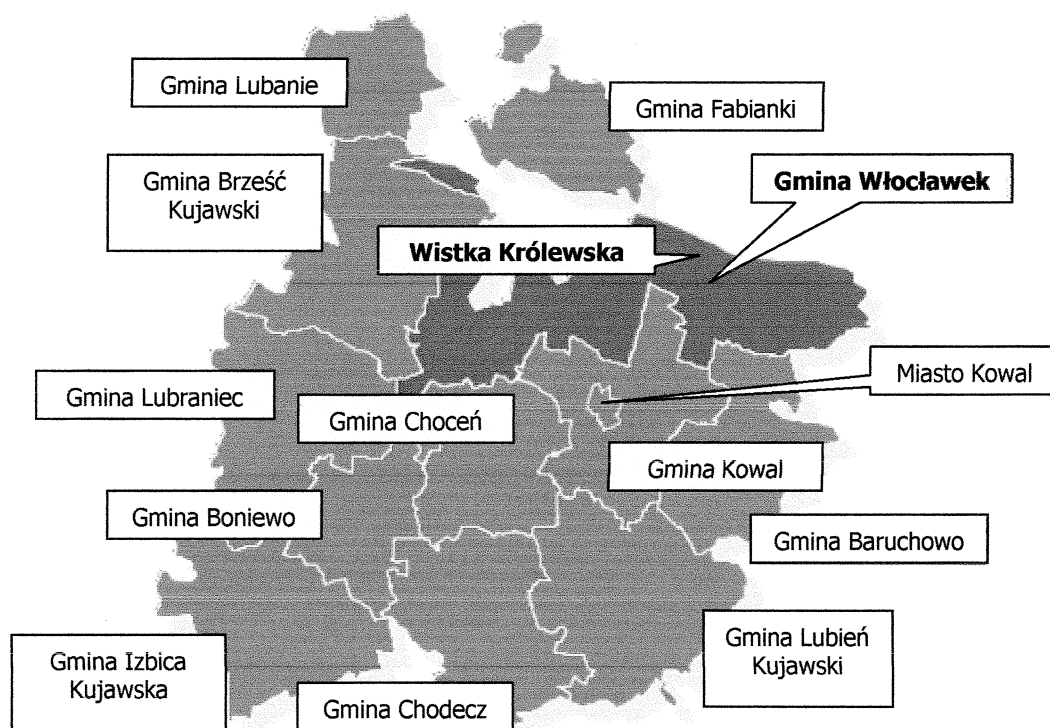 Gmina Lubanie
Gmina Fabianki
Gmina Brześć
Kujawski
Gmina Włocławek
Wistka Królewska
Miasto Kowal
Gmina Lubraniec
Gmina Choceń
Gmina Kowal
Gmina Boniewo
Gmina Baruchowo
Gmina Lubień
Kujawski
Gmina Izbica
Kujawska
Gmina Chodecz